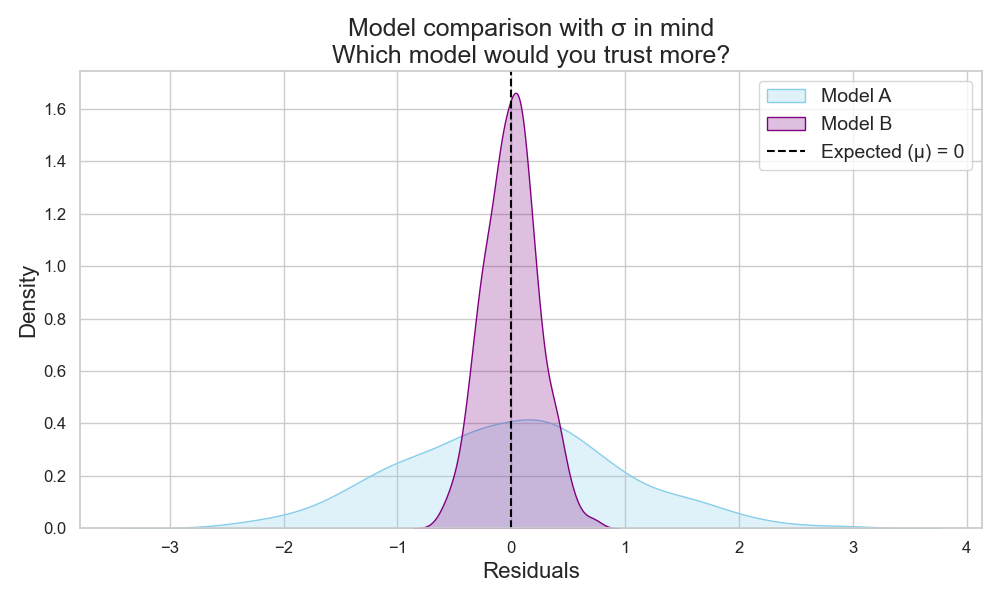 Model comparison with σ in mind
Which model would you trust more?
Model A
Model B
Expected (μ) = 0
Density
1.6
1.4
1.2
1.0
0.8
0.6
0.4
0.2
0.0
−3
−2
−1
0
1
2
3
4
Residuals